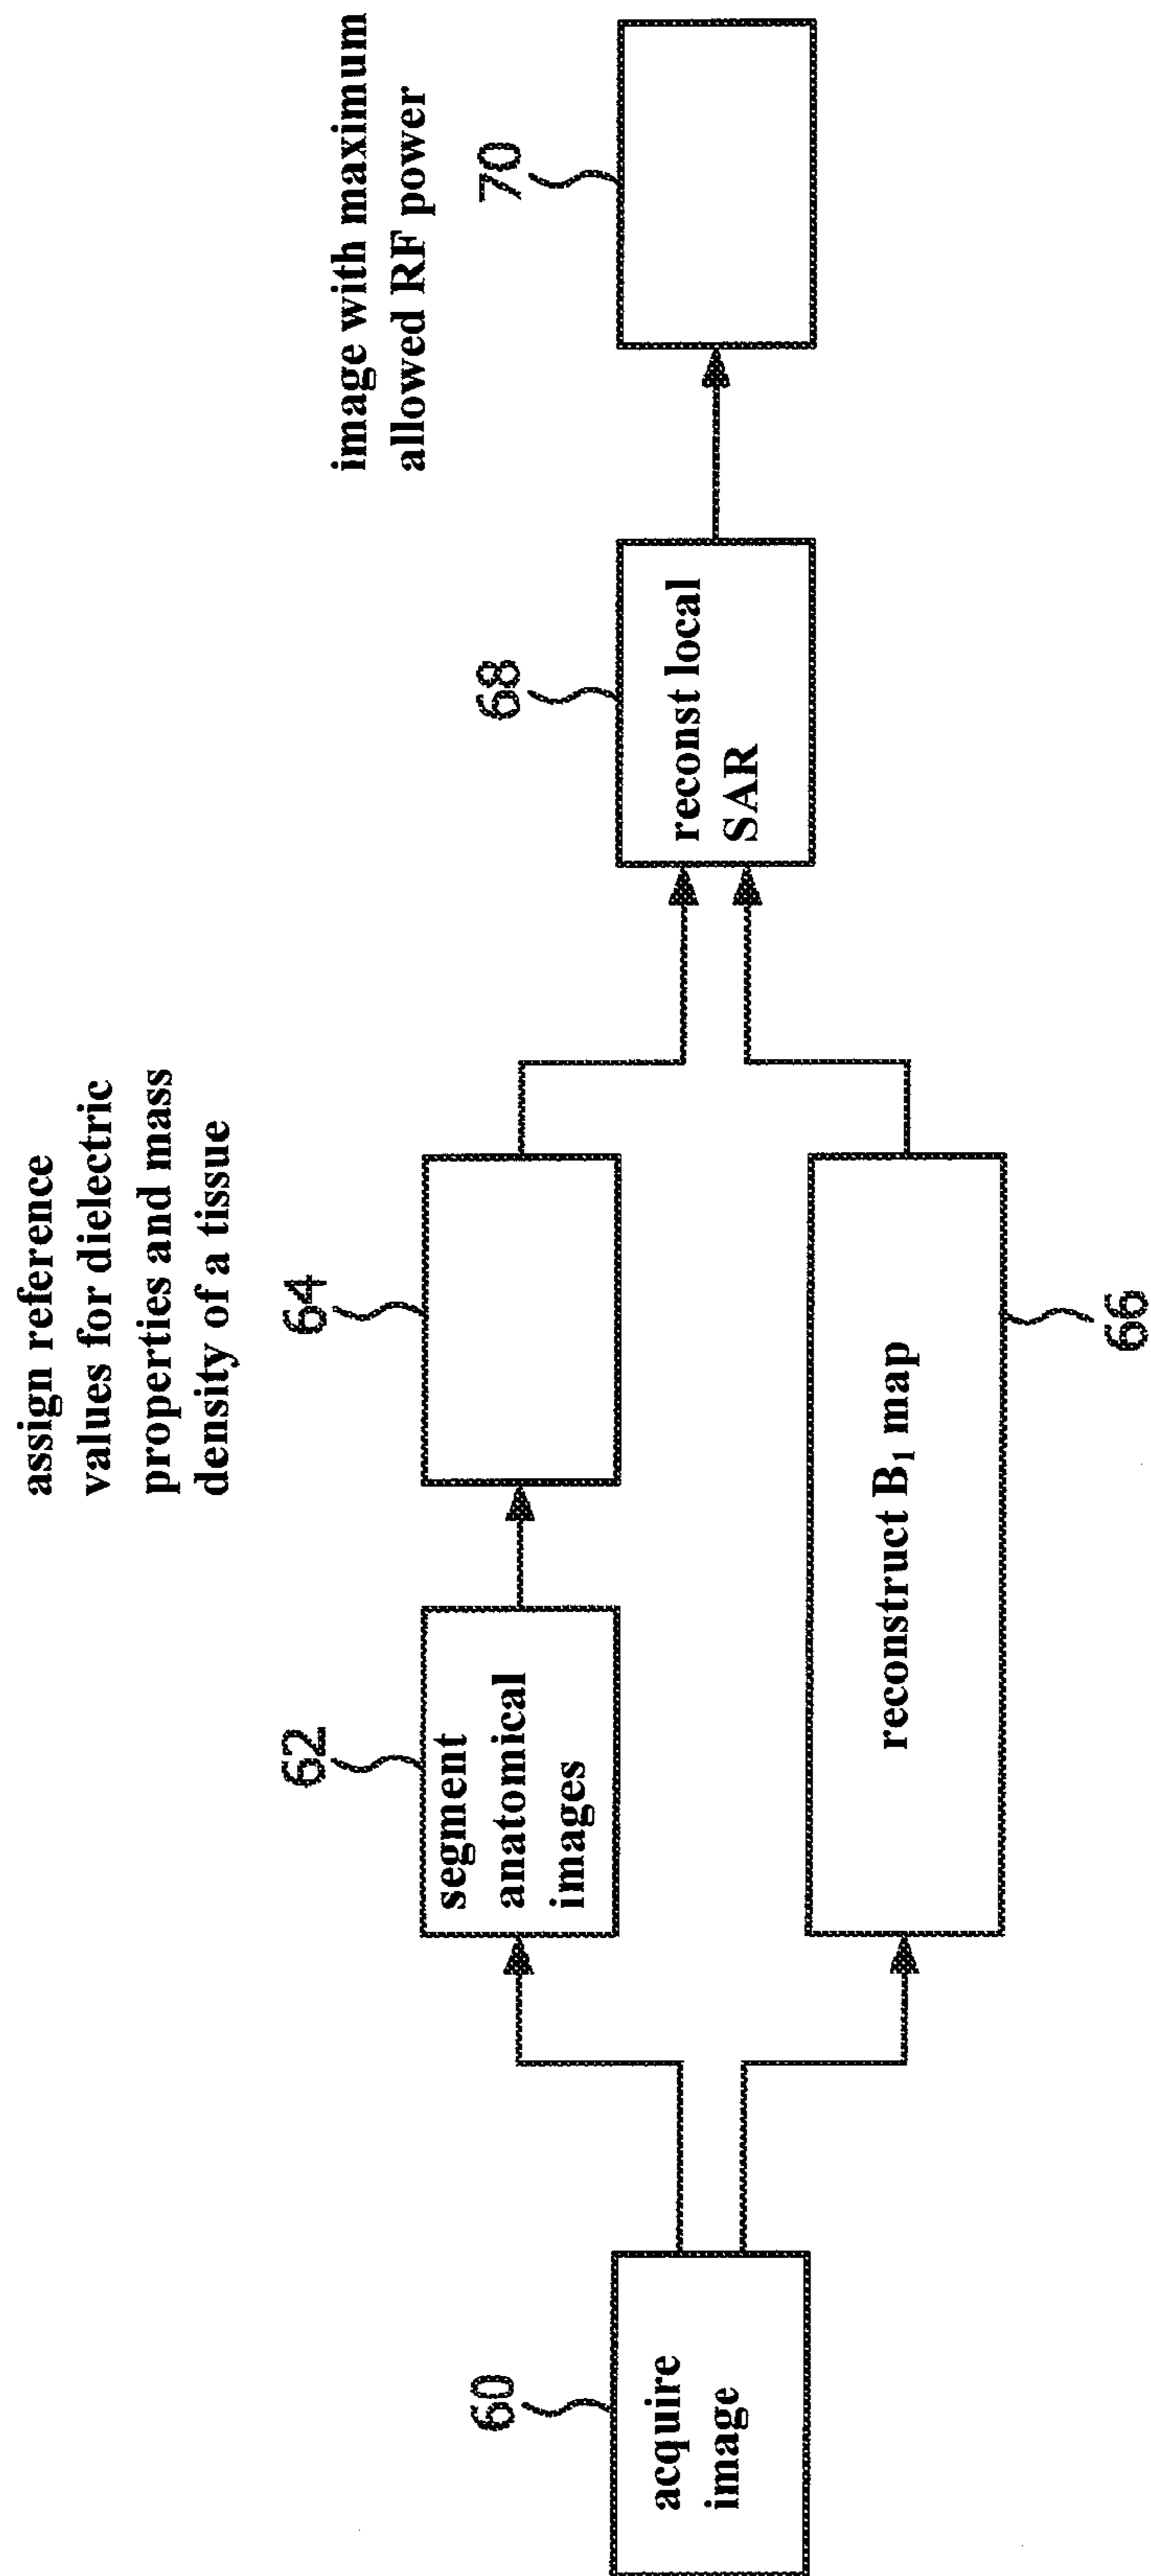 assign reference
values for dielectric
properties and mass
density of a tissue
image with maximum
allowed RF power
60
acquire
image
62
segment
anatomical
images
64
66
reconstruct B₁ map
68
reconst local
SAR
70